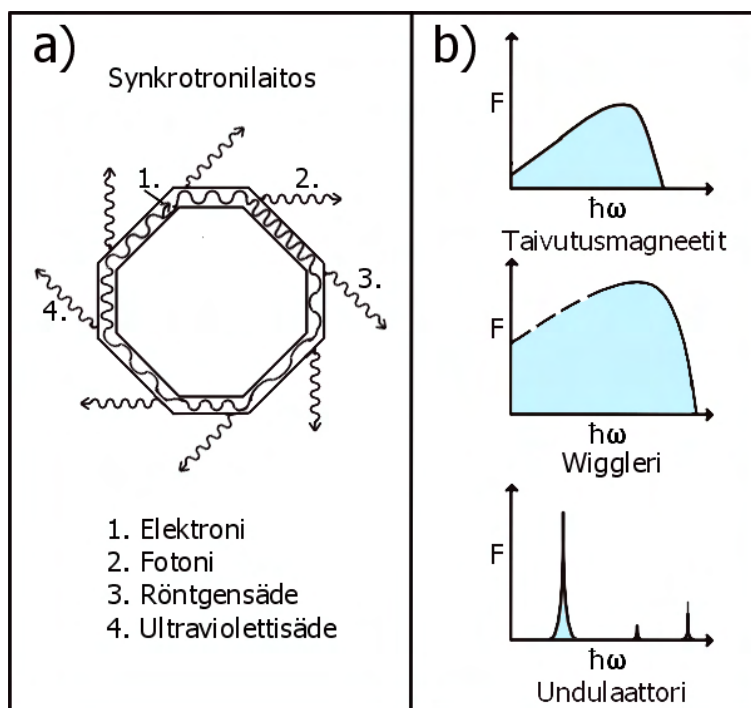 a)
Synkrotronilaitos
1.
2.
3.
4.
1. Elektroni
2. Fotoni
3. Röntgensäde
4. Ultraviolettisäde
b)
F
ħω
Taivutusmagneetit
F
ħω
Wiggleri
F
ħω
Undulaattori